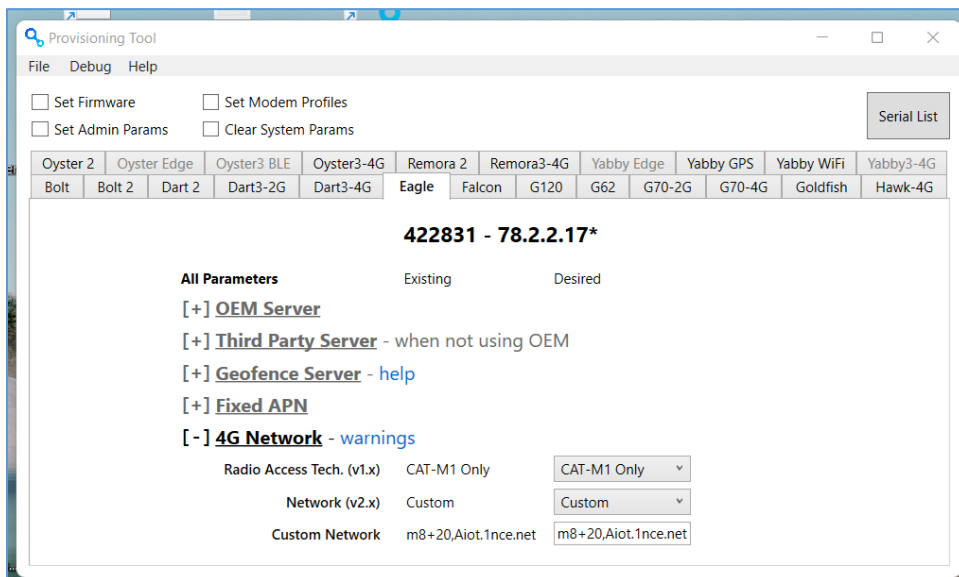 Provisioning Tool
File Debug Help
Set Firmware Set Modem Profiles
Set Admin Params Clear System Params
Serial List
Oyster 2 Oyster Edge Oyster3 BLE Oyster3-4G Remora 2 Remora3-4G Yabby Edge Yabby GPS Yabby WiFi Yabby3-4G
Bolt Bolt 2 Dart 2 Dart3-2G Dart3-4G Eagle Falcon G120 G62 G70-2G G70-4G Goldfish Hawk-4G
422831 - 78.2.2.17*
All Parameters Existing Desired
[+] OEM Server
[+] Third Party Server - when not using OEM
[+] Geofence Server - help
[+] Fixed APN
[-] 4G Network - warnings
Radio Access Tech. (v1.x) CAT-M1 Only CAT-M1 Only
Network (v2.x) Custom Custom
Custom Network m8+20,Aiot.1nce.net m8+20,Aiot.1nce.net